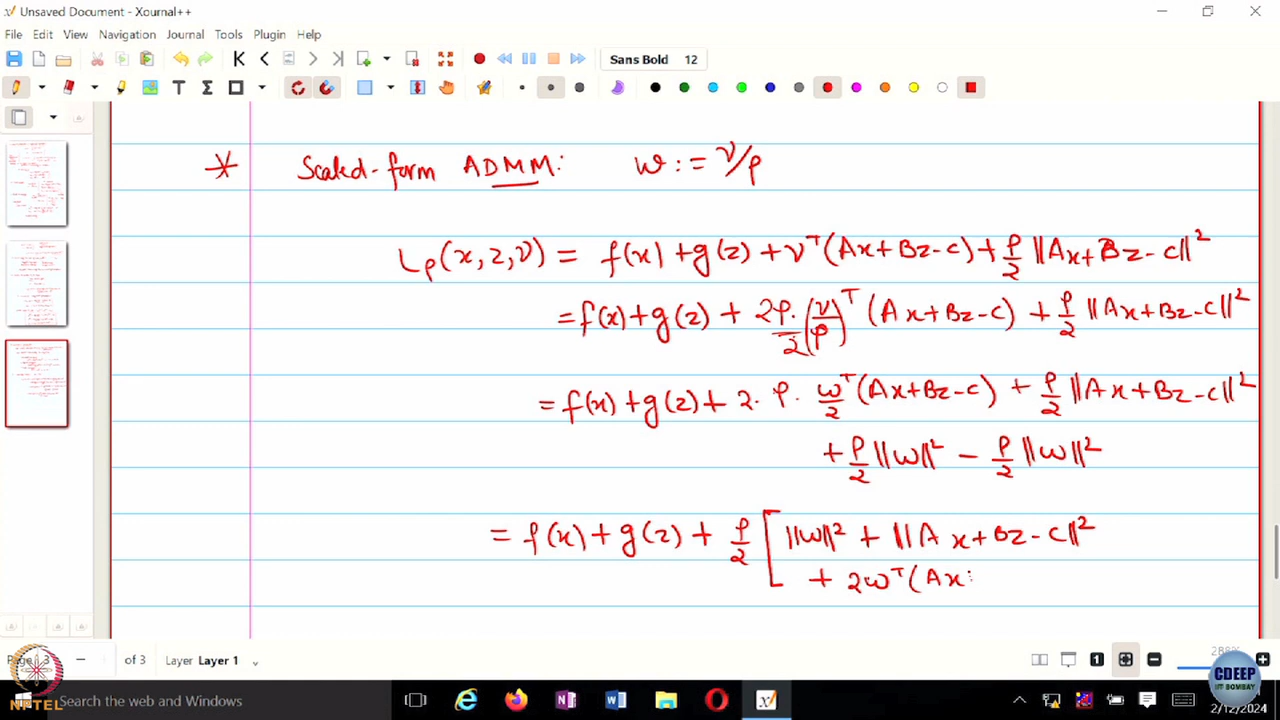 Unsaved Document - Xournal++
File Edit View Navigation Journal Tools Plugin Help
Sans Bold 12
* Scaled-form ADMM: w := ν/ρ
Lρ(x,z,ν) = f(x) + g(z) + νᵀ(Ax+Bz-c) + ρ/2 ||Ax+Bz-c||²
= f(x) + g(z) + 2ρ/2 · (ν/ρ)ᵀ (Ax+Bz-c) + ρ/2 ||Ax+Bz-c||²
= f(x) + g(z) + 2 · ρ · wᵀ/2 (Ax+Bz-c) + ρ/2 ||Ax+Bz-c||²
+ ρ/2 ||w||² - ρ/2 ||w||²
= f(x) + g(z) + ρ/2 [ ||w||² + ||Ax+Bz-c||²
+ 2wᵀ(Ax
of 3 Layer Layer 1 288%
NPTEL
Search the web and Windows
CDEEP
IIT BOMBAY
2/12/2024